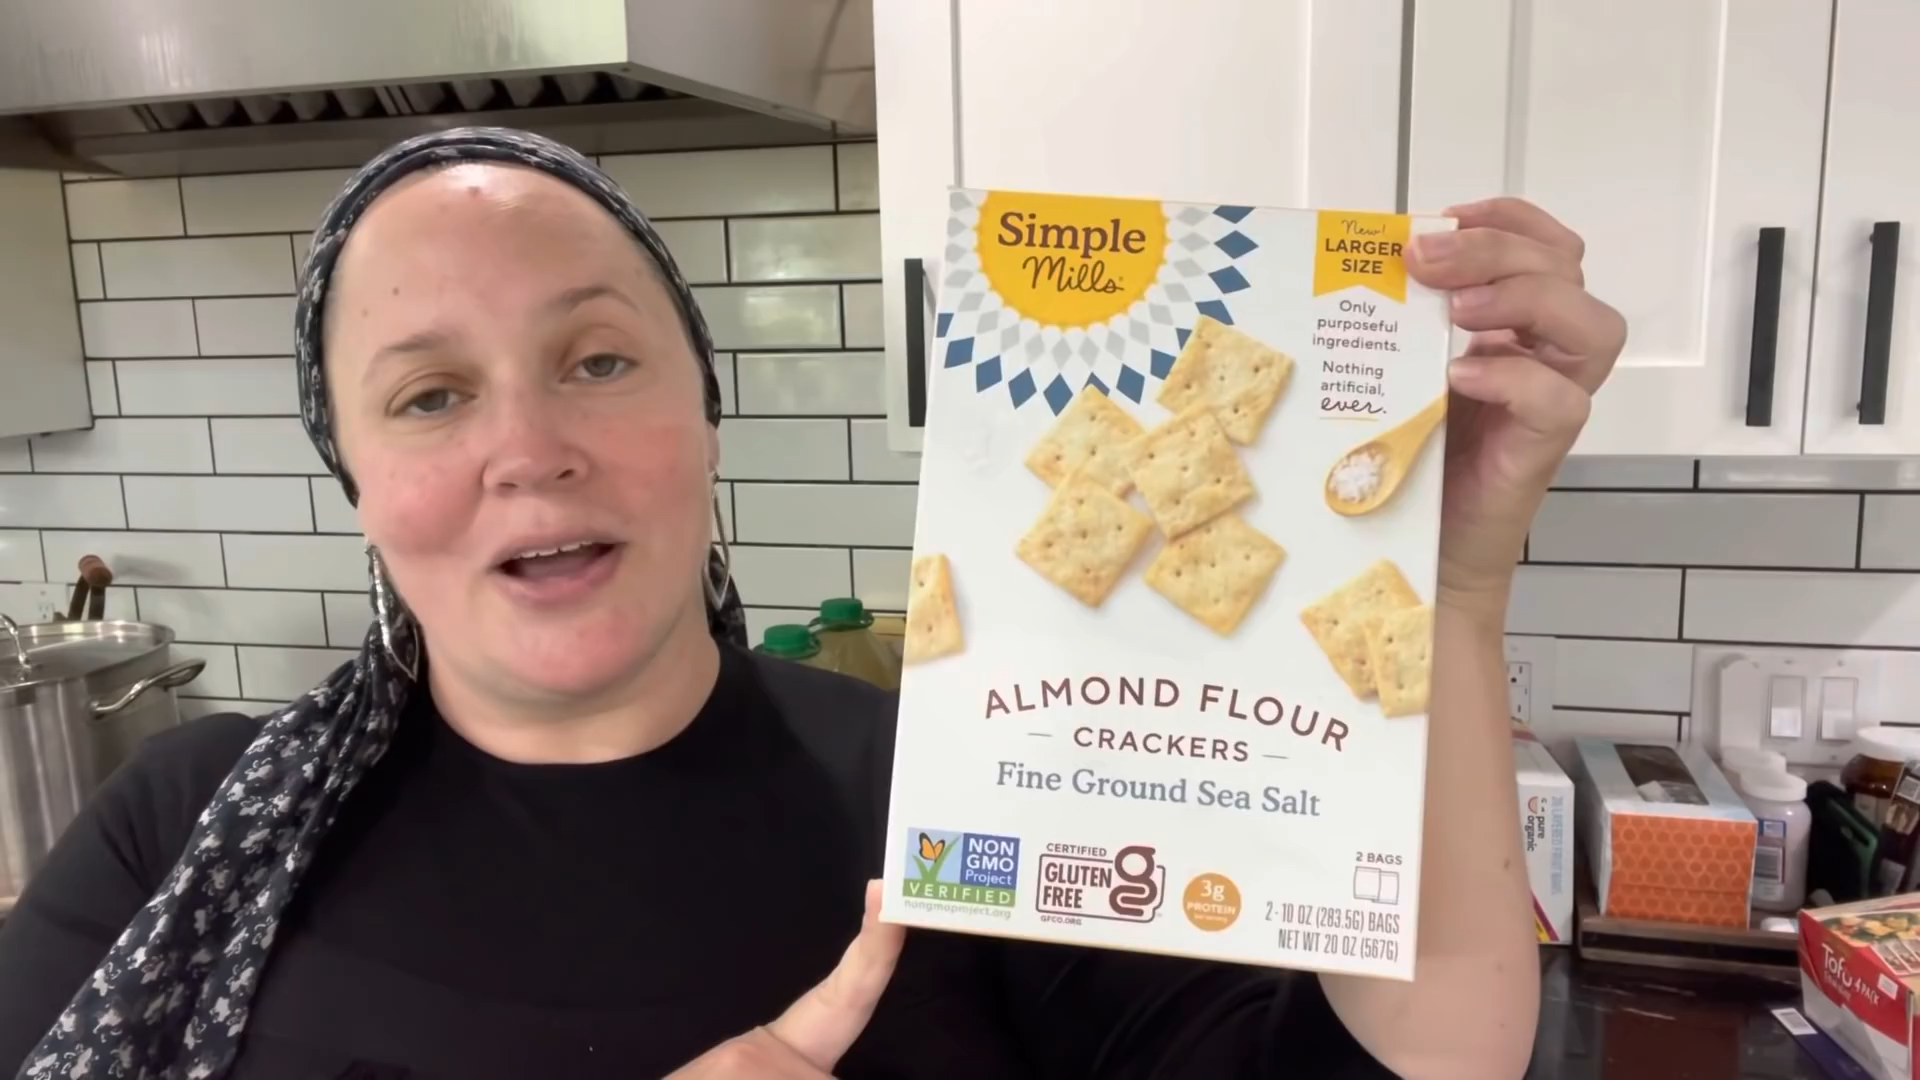 Simple
Mills
New!
LARGER
SIZE
Only
purposeful
ingredients.
Nothing
artificial,
ever.
ALMOND FLOUR
CRACKERS
Fine Ground Sea Salt
NON
GMO
Project
VERIFIED
nongmoproject.org
CERTIFIED
GLUTEN
FREE
GFCO.ORG
3g
PROTEIN
2 BAGS
2 - 10 OZ (283.5G) BAGS
NET WT 20 OZ (567G)
pure
organic
Tofu 4 PACK